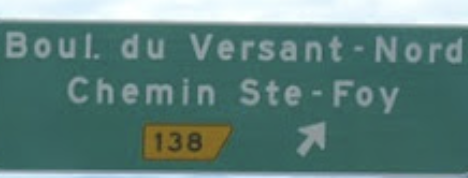 Boul. du Versant-Nord
Chemin Ste-Foy
138